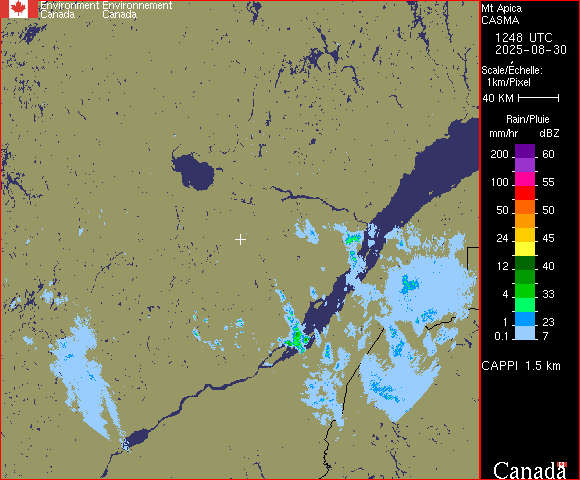 Environment Environnement
Canada Canada
Mt Apica
CASMA
1248 UTC
2025-08-30
Scale/Échelle:
1km/Pixel
40 KM
Rain/Pluie
mm/hr dBZ
200 60
100 55
50 50
24 45
12 40
4 33
1 23
0.1 7
CAPPI 1.5 km
Canada